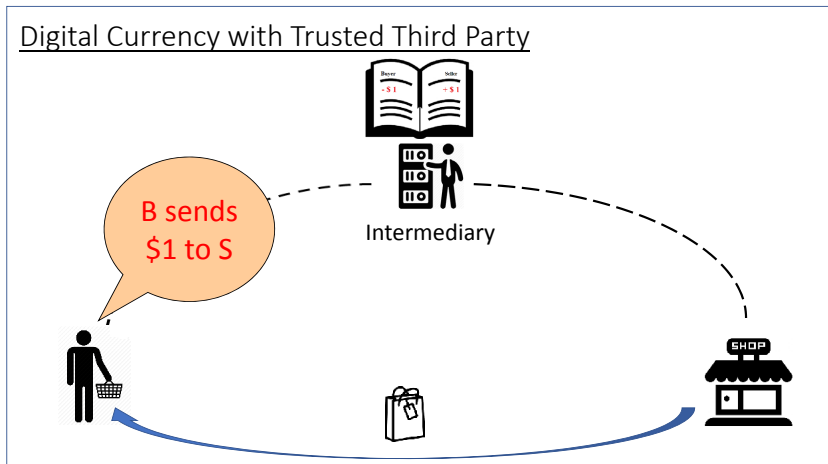 Digital Currency with Trusted Third Party
Buyer
Seller
- $ 1
+ $ 1
B sends
$1 to S
Intermediary
SHOP